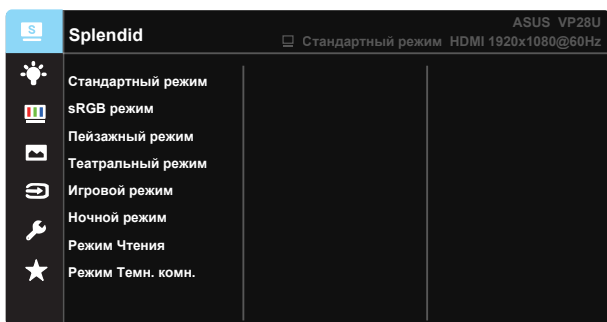 S
Splendid
ASUS VP28U
Стандартный режим HDMI 1920x1080@60Hz
Стандартный режим
sRGB режим
Пейзажный режим
Театральный режим
Игровой режим
Ночной режим
Режим Чтения
Режим Темн. комн.